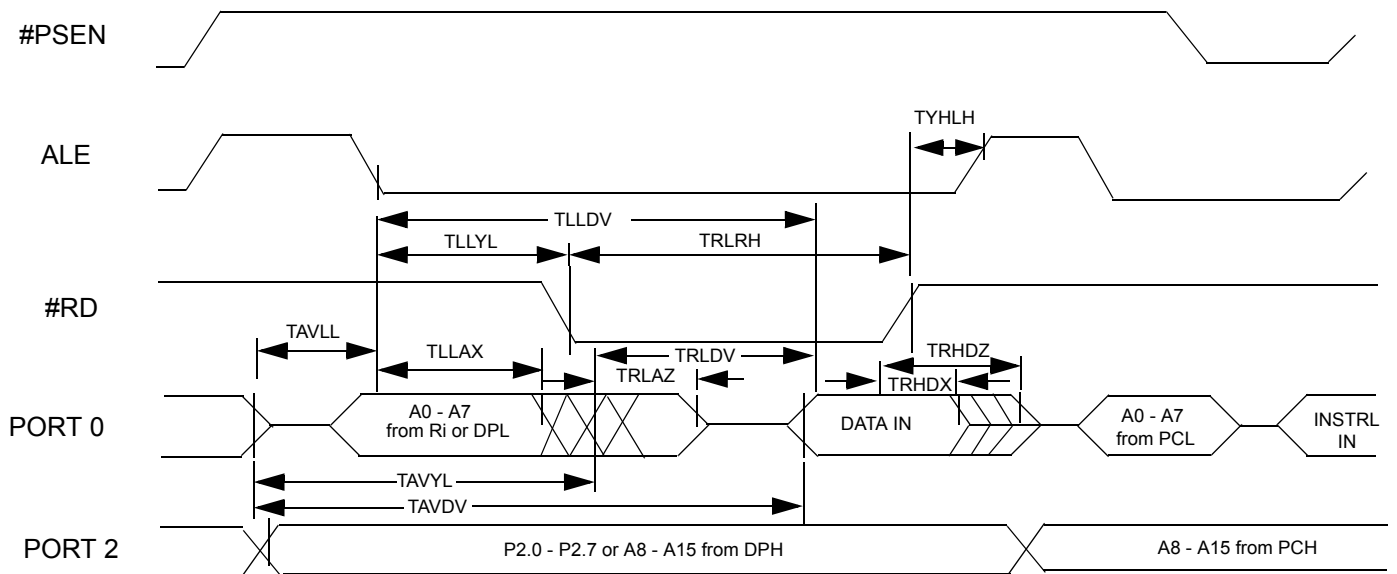 #PSEN
TYHLH
ALE
TLLDV
TLLYL
TRLRH
#RD
TAVLL
TLLAX
TRLDV
TRHDZ
TRLAZ
TRHDX
PORT 0
A0 - A7
from Ri or DPL
DATA IN
A0 - A7
from PCL
INSTRL
IN
TAVYL
TAVDV
PORT 2
P2.0 - P2.7 or A8 - A15 from DPH
A8 - A15 from PCH